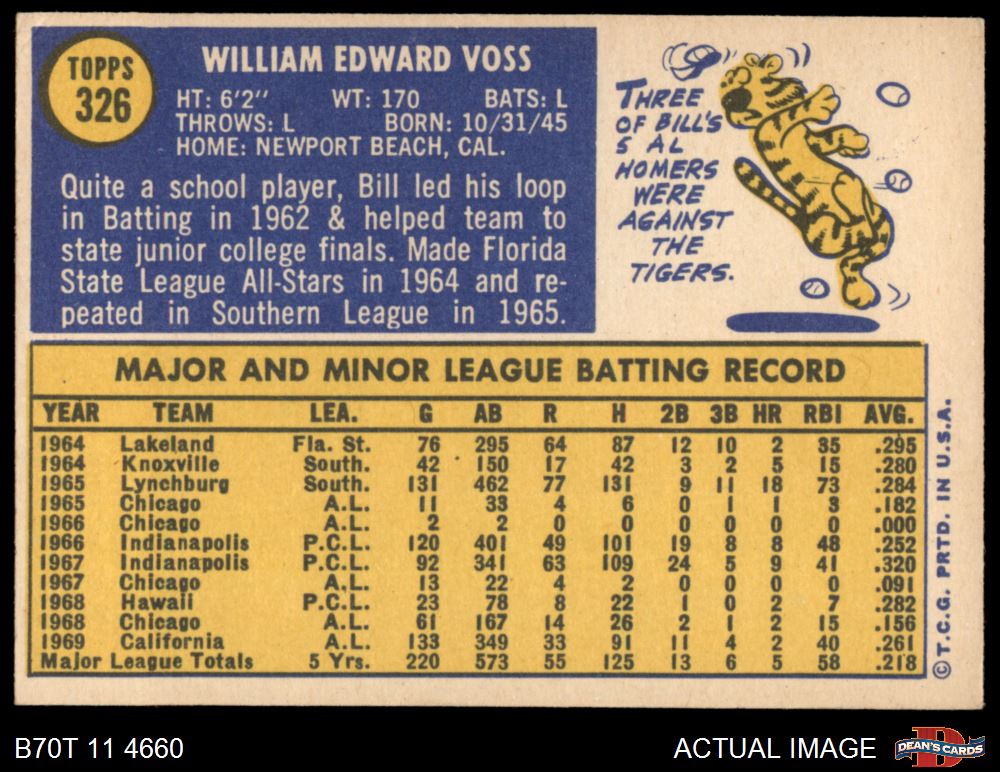 TOPPS
326
WILLIAM EDWARD VOSS
HT: 6'2" WT: 170 BATS: L
THROWS: L BORN: 10/31/45
HOME: NEWPORT BEACH, CAL.
Quite a school player, Bill led his loop
in Batting in 1962 & helped team to
state junior college finals. Made Florida
State League All-Stars in 1964 and re-
peated in Southern League in 1965.
THREE
OF BILL'S
5 AL
HOMERS
WERE
AGAINST
THE
TIGERS.
MAJOR AND MINOR LEAGUE BATTING RECORD
YEAR TEAM LEA. G AB R H 2B 3B HR RBI AVG.
1964 Lakeland Fla. St. 76 295 64 87 12 10 2 35 .295
1964 Knoxville South. 42 150 17 42 3 2 5 15 .280
1965 Lynchburg South. 131 462 77 131 9 11 18 73 .284
1965 Chicago A.L. 11 33 4 6 0 1 1 3 .182
1966 Chicago A.L. 2 2 0 0 0 0 0 0 .000
1966 Indianapolis P.C.L. 120 401 49 101 19 8 8 48 .252
1967 Indianapolis P.C.L. 92 341 63 109 24 5 9 41 .320
1967 Chicago A.L. 13 22 4 2 0 0 0 0 .091
1968 Hawaii P.C.L. 23 78 8 22 1 0 2 7 .282
1968 Chicago A.L. 61 167 14 26 2 1 2 15 .156
1969 California A.L. 133 349 33 91 11 4 2 40 .261
Major League Totals 5 Yrs. 220 573 55 125 13 6 5 58 .218
© T.C.G. PRTD. IN U.S.A.
B70T 11 4660
ACTUAL IMAGE
D
DEAN'S CARDS